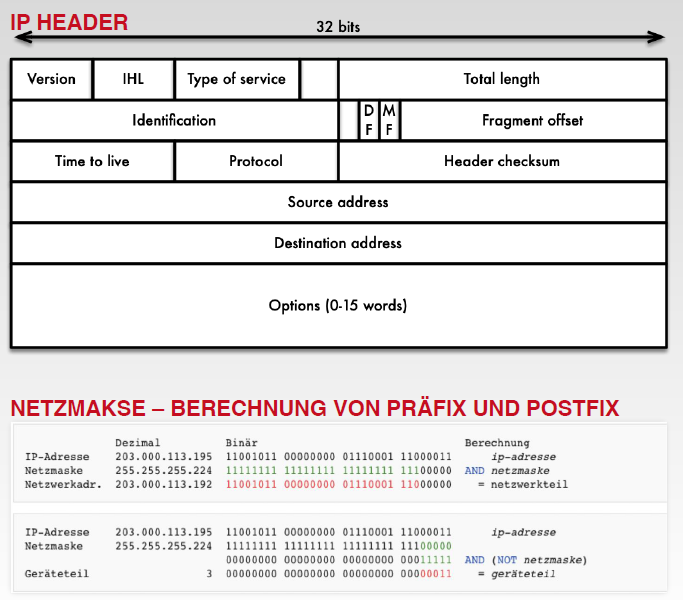 IP HEADER
32 bits
Version IHL Type of service Total length
Identification DF MF Fragment offset
Time to live Protocol Header checksum
Source address
Destination address
Options (0-15 words)
NETZMAKSE – BERECHNUNG VON PRÄFIX UND POSTFIX
Dezimal Binär Berechnung
IP-Adresse 203.000.113.195 11001011 00000000 01110001 11000011 ip-adresse
Netzmaske 255.255.255.224 11111111 11111111 11111111 11100000 AND netzmaske
Netzwerkadr. 203.000.113.192 11001011 00000000 01110001 11000000 = netzwerkteil
IP-Adresse 203.000.113.195 11001011 00000000 01110001 11000011 ip-adresse
Netzmaske 255.255.255.224 11111111 11111111 11111111 11100000
00000000 00000000 00000000 00011111 AND (NOT netzmaske)
Geräteteil 3 00000000 00000000 00000000 00000011 = geräteteil